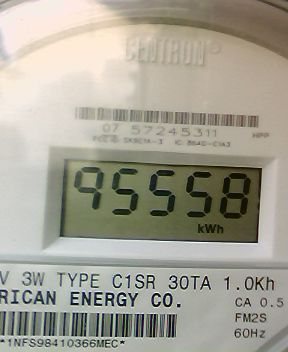 CENTRON®
07 57245311
HPP
95558
kWh
V 3W TYPE C1SR 30TA 1.0Kh
RICAN ENERGY CO.
CA 0.5
FM2S
60Hz
*1NFS98410366MEC*